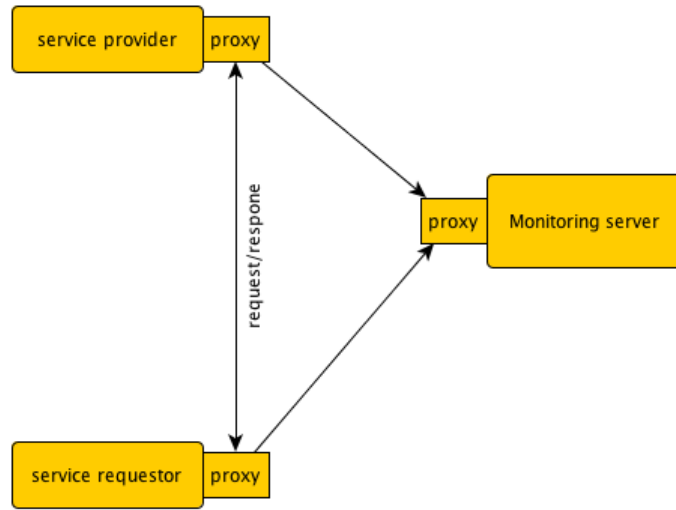 service provider
proxy
request/respone
proxy
Monitoring server
service requestor
proxy